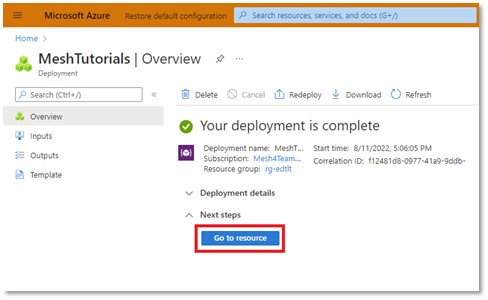 Microsoft Azure Restore default configuration Search resources, services, and docs (G+/)
Home
MeshTutorials | Overview
Deployment
Search (Ctrl+/)
Delete Cancel Redeploy Download Refresh
Overview
Inputs
Outputs
Template
Your deployment is complete
Deployment name: MeshT... Start time: 8/11/2022, 5:06:05 PM
Subscription: Mesh4Team... Correlation ID: f12481d8-0977-41a9-9ddb-
Resource group: rg-edtlt
Deployment details
Next steps
Go to resource